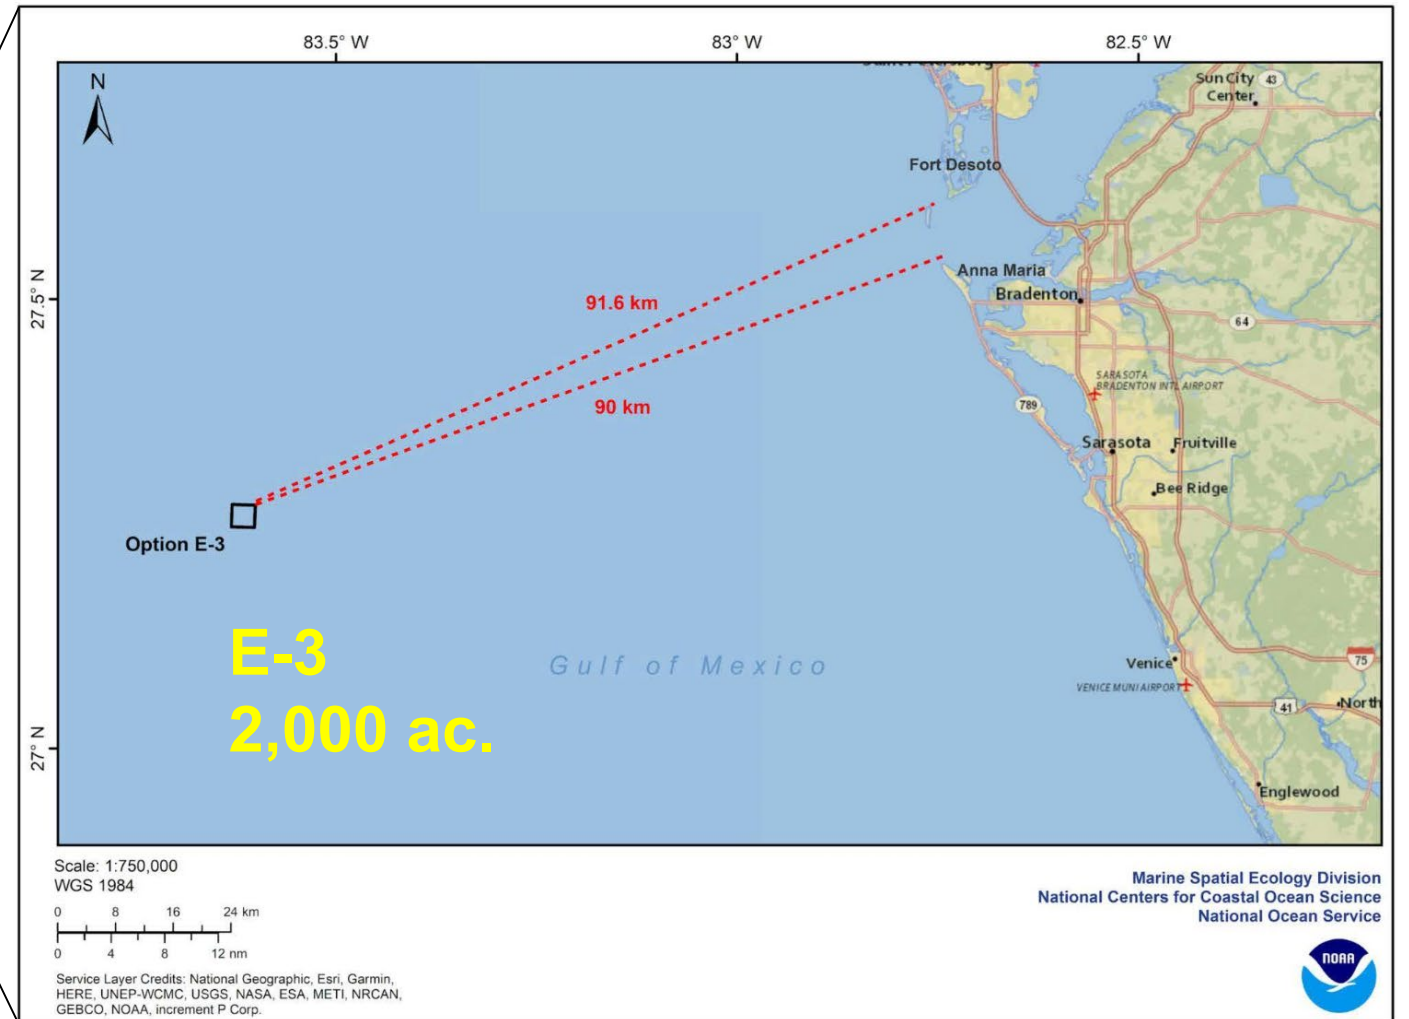 83.5° W
83° W
82.5° W
N
Saint Petersburg
Sun City
Center
43
Fort Desoto
27.5° N
Anna Maria
Bradenton
91.6 km
64
90 km
SARASOTA
BRADENTON INTL AIRPORT
789
Sarasota
Fruitville
Bee Ridge
Option E-3
E-3
2,000 ac.
Gulf of Mexico
Venice
75
VENICE MUNI AIRPORT
41
North
27° N
Englewood
Scale: 1:750,000
WGS 1984
0 8 16 24 km
0 4 8 12 nm
Service Layer Credits: National Geographic, Esri, Garmin,
HERE, UNEP-WCMC, USGS, NASA, ESA, METI, NRCAN,
GEBCO, NOAA, increment P Corp.
Marine Spatial Ecology Division
National Centers for Coastal Ocean Science
National Ocean Service
NOAA